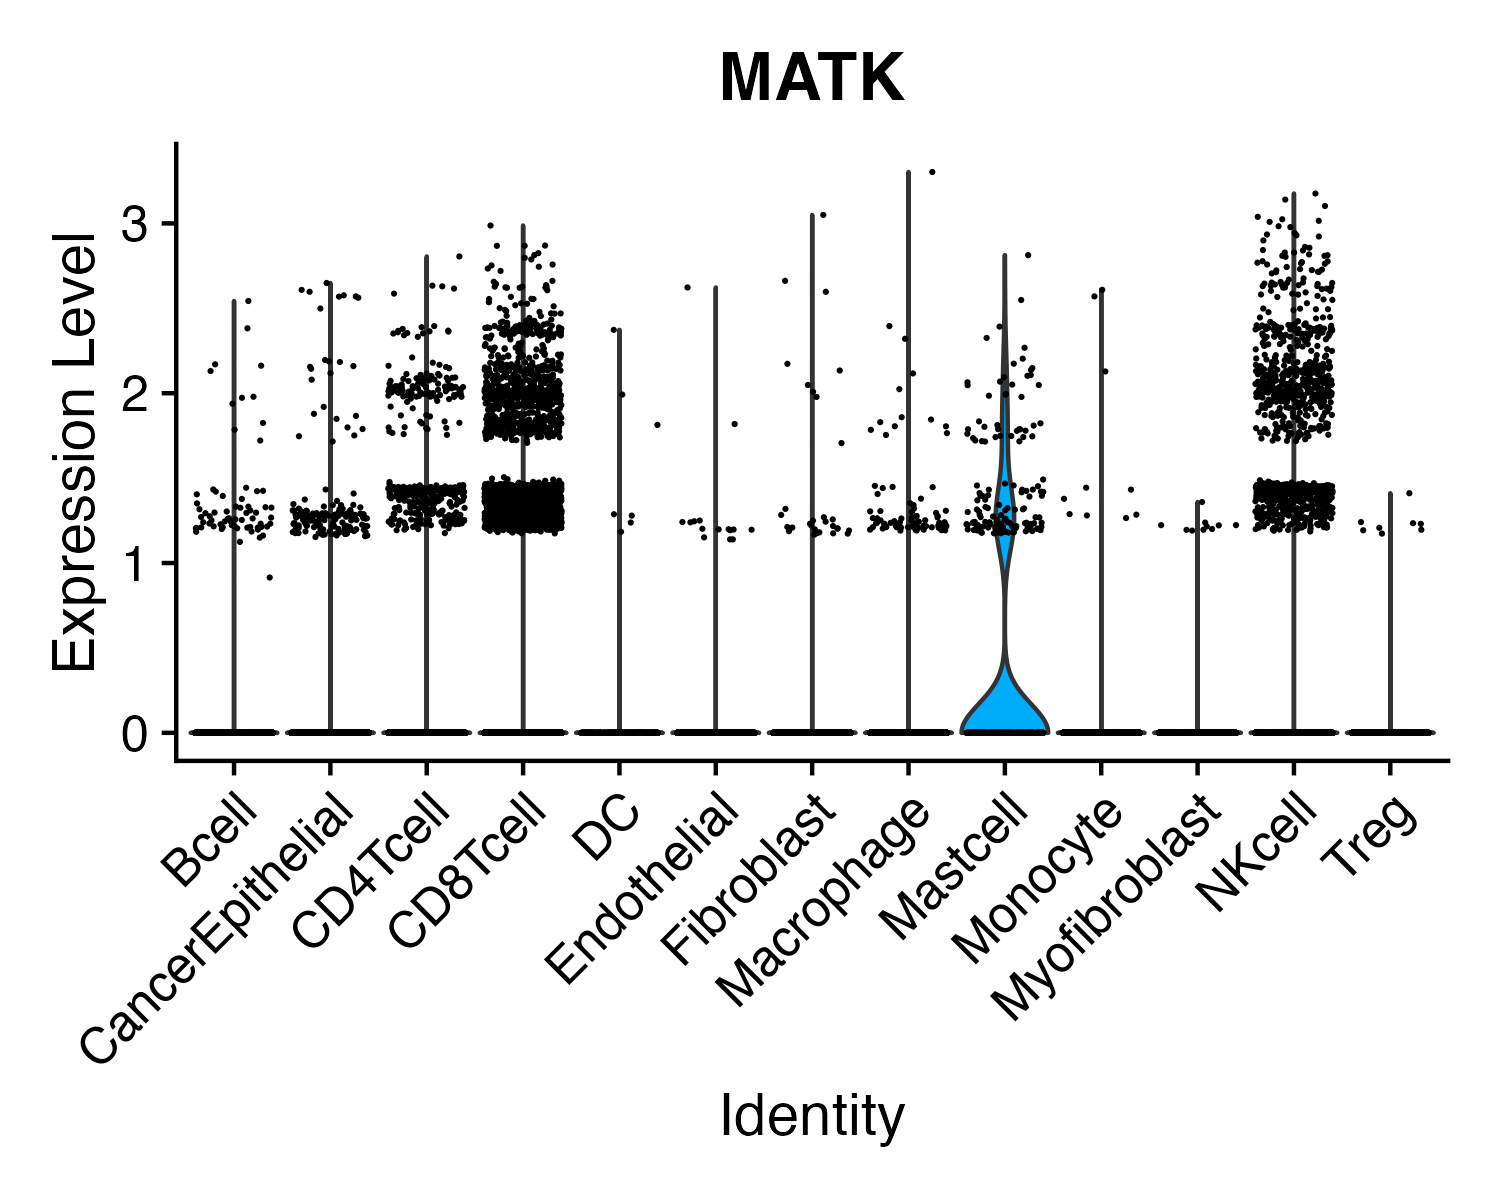 MATK
Expression Level
3
2
1
0
Bcell
CancerEpithelial
CD4Tcell
CD8Tcell
DC
Endothelial
Fibroblast
Macrophage
Mastcell
Monocyte
Myofibroblast
NKcell
Treg
Identity